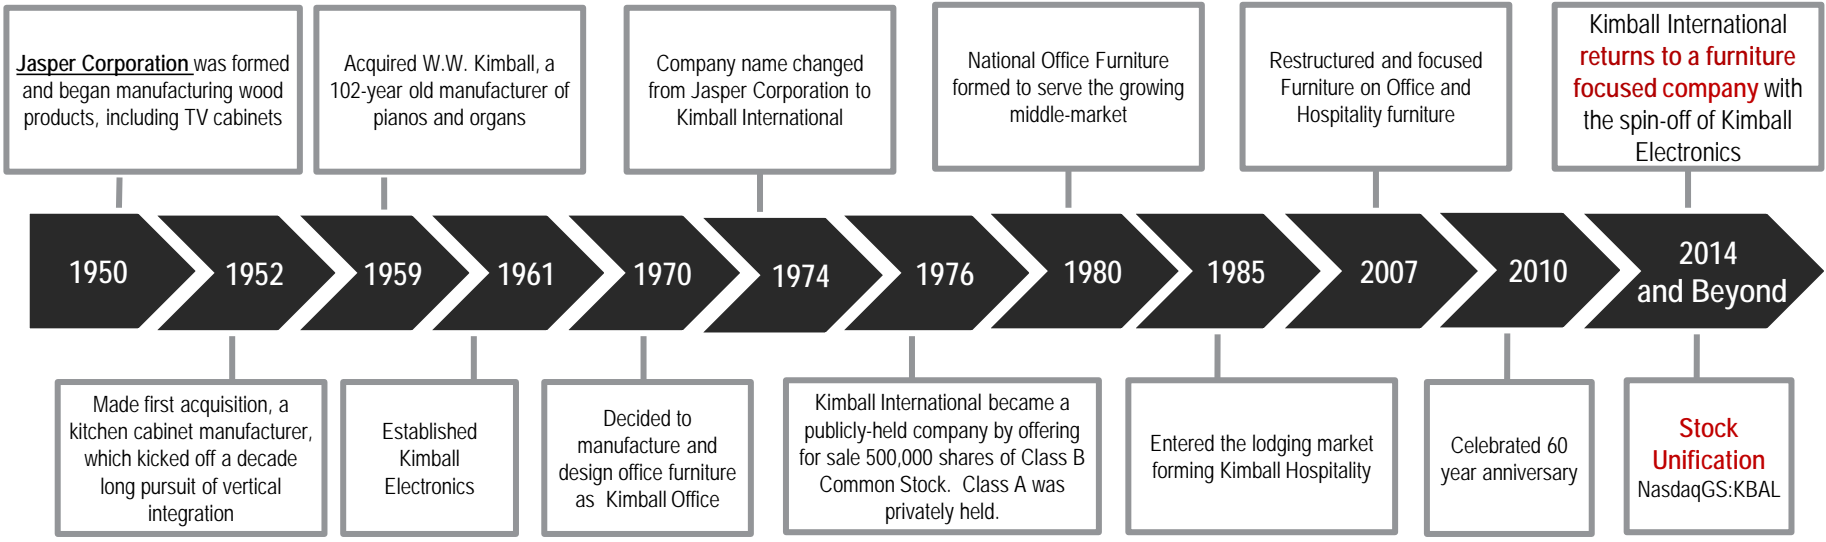 Jasper Corporation was formed
and began manufacturing wood
products, including TV cabinets
Acquired W.W. Kimball, a
102-year old manufacturer of
pianos and organs
Company name changed
from Jasper Corporation to
Kimball International
National Office Furniture
formed to serve the growing
middle-market
Restructured and focused
Furniture on Office and
Hospitality furniture
Kimball International
returns to a furniture
focused company with
the spin-off of Kimball
Electronics
1950
1952
1959
1961
1970
1974
1976
1980
1985
2007
2010
2014
and Beyond
Made first acquisition, a
kitchen cabinet manufacturer,
which kicked off a decade
long pursuit of vertical
integration
Established
Kimball
Electronics
Decided to
manufacture and
design office furniture
as Kimball Office
Kimball International became a
publicly-held company by offering
for sale 500,000 shares of Class B
Common Stock. Class A was
privately held.
Entered the lodging market
forming Kimball Hospitality
Celebrated 60
year anniversary
Stock
Unification
NasdaqGS:KBAL